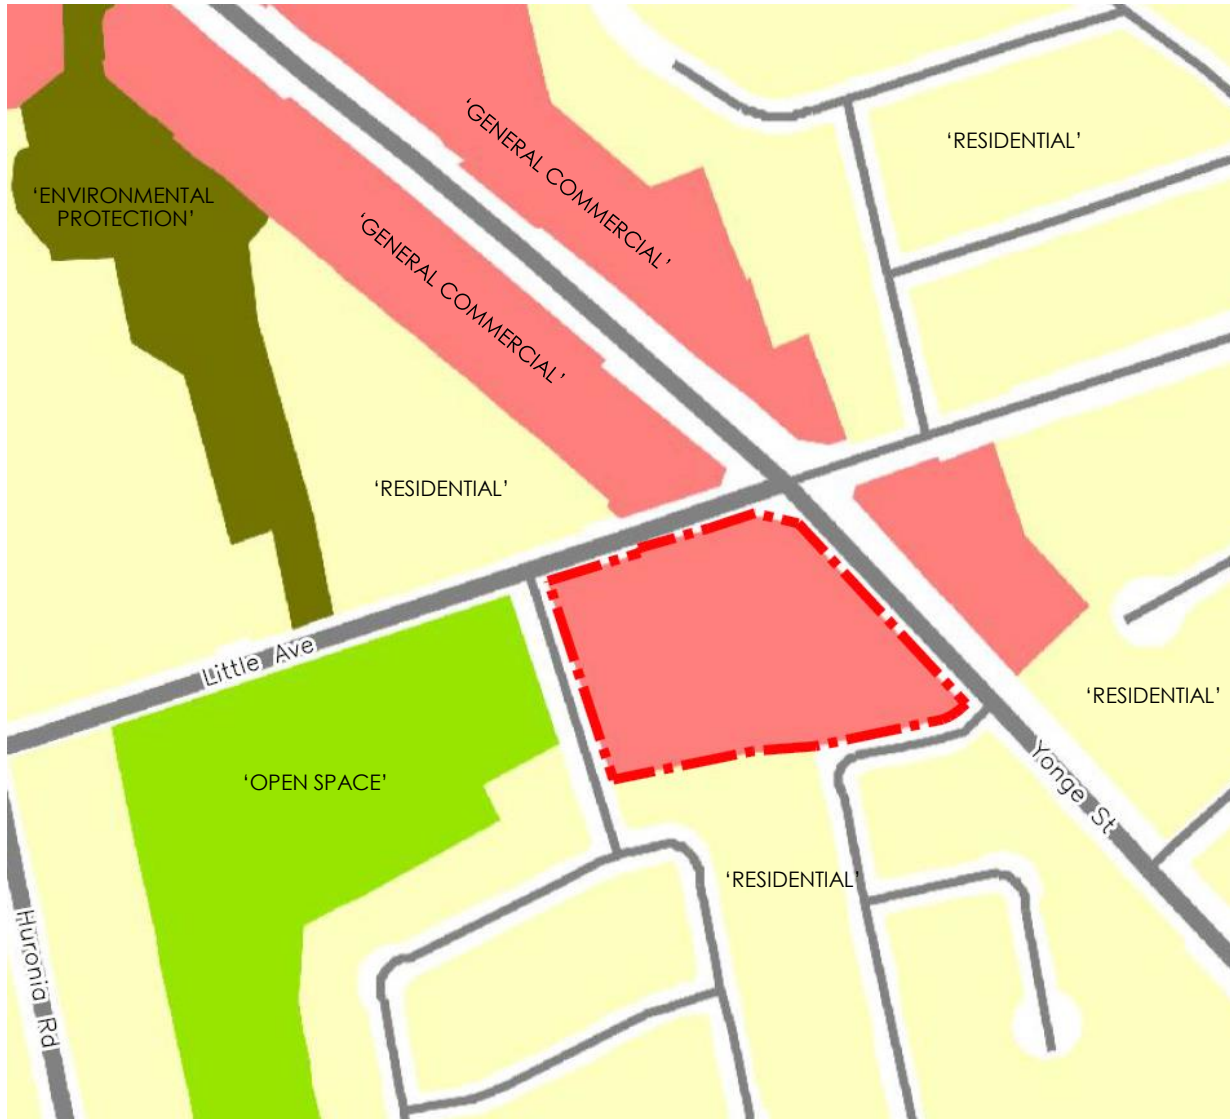 ‘GENERAL COMMERCIAL’
‘RESIDENTIAL’
‘ENVIRONMENTAL
PROTECTION’
‘GENERAL COMMERCIAL’
‘RESIDENTIAL’
Little Ave
‘RESIDENTIAL’
‘OPEN SPACE’
Yonge St
‘RESIDENTIAL’
Huronia Rd